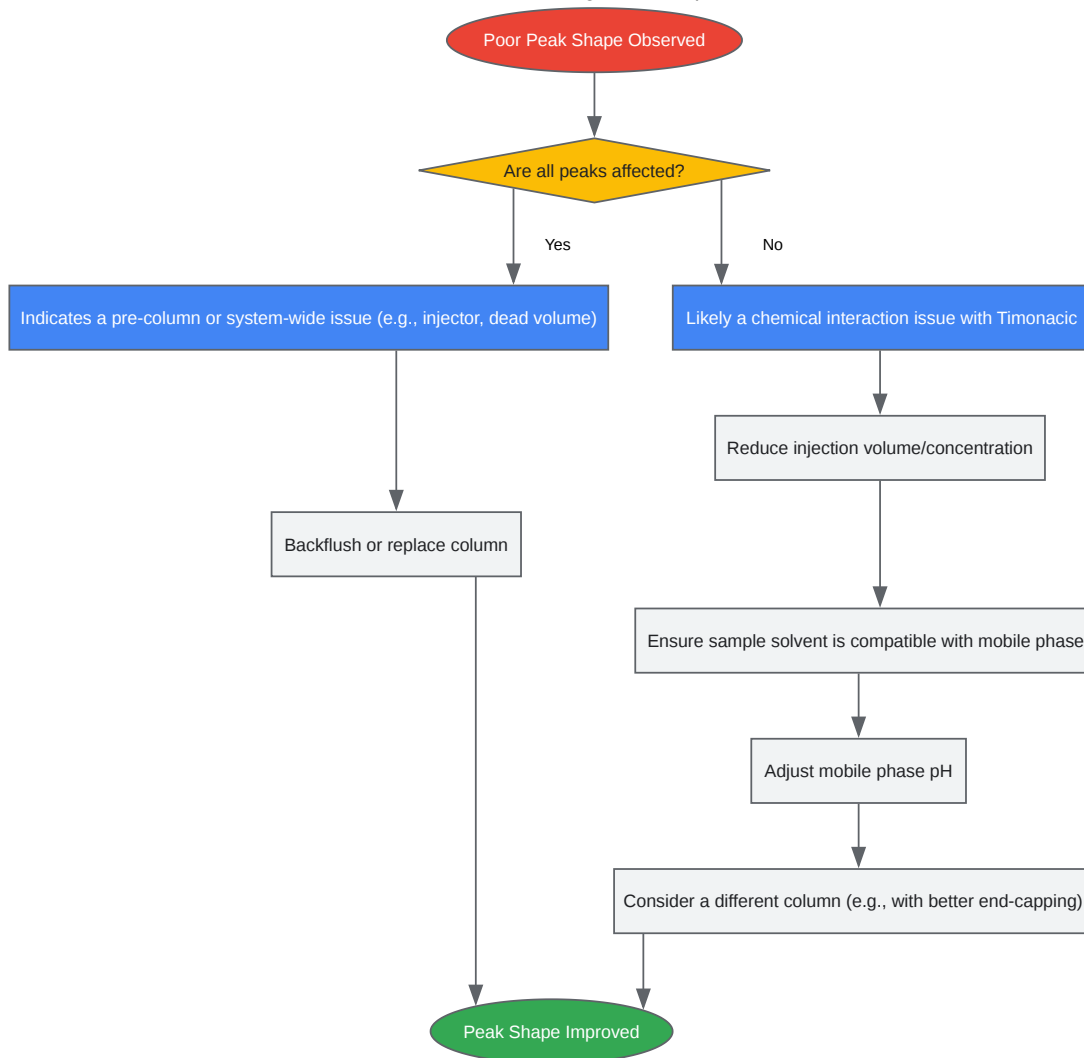 Poor Peak Shape Observed
Are all peaks affected?
Yes
No
Indicates a pre-column or system-wide issue (e.g., injector, dead volume)
Likely a chemical interaction issue with Timonacic
Reduce injection volume/concentration
Backflush or replace column
Ensure sample solvent is compatible with mobile phase
Adjust mobile phase pH
Consider a different column (e.g., with better end-capping)
Peak Shape Improved